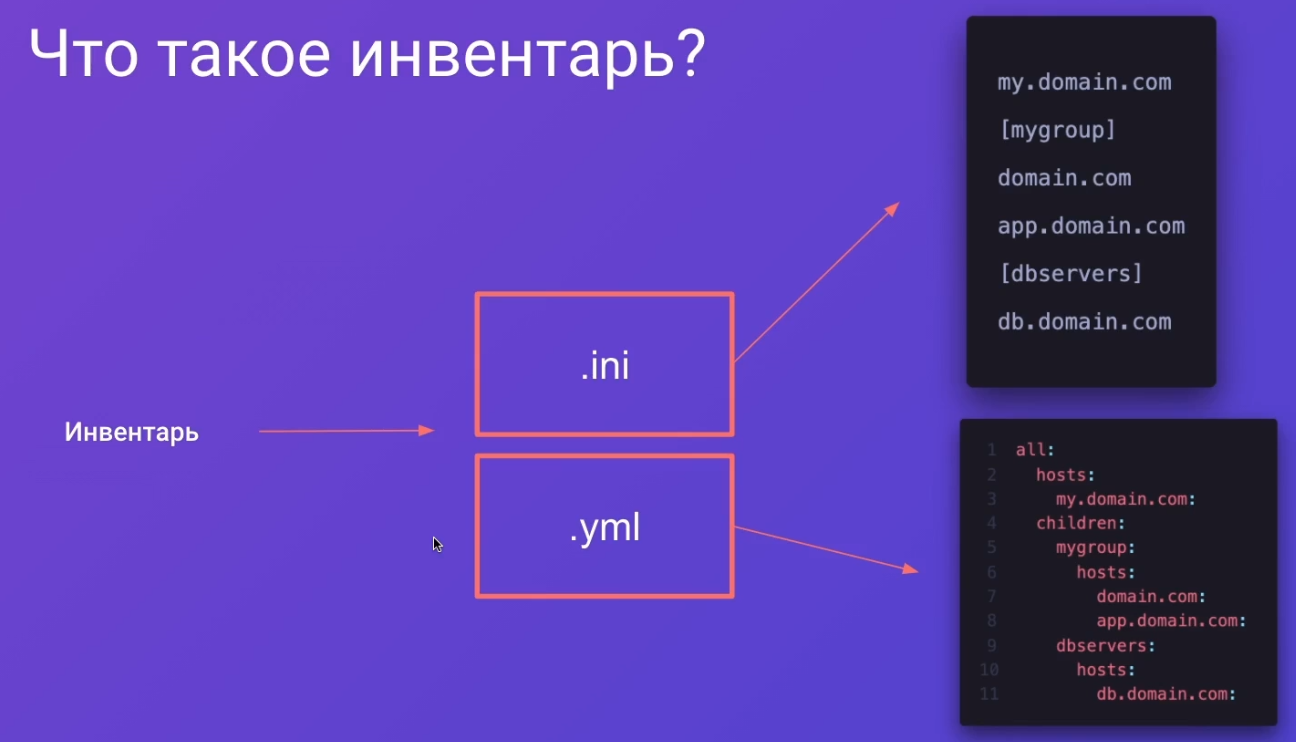 Что такое инвентарь?
my.domain.com
[mygroup]
domain.com
app.domain.com
[dbservers]
db.domain.com
.ini
Инвентарь
.yml
1 all:
2 hosts:
3 my.domain.com:
4 children:
5 mygroup:
6 hosts:
7 domain.com:
8 app.domain.com:
9 dbservers:
10 hosts:
11 db.domain.com: